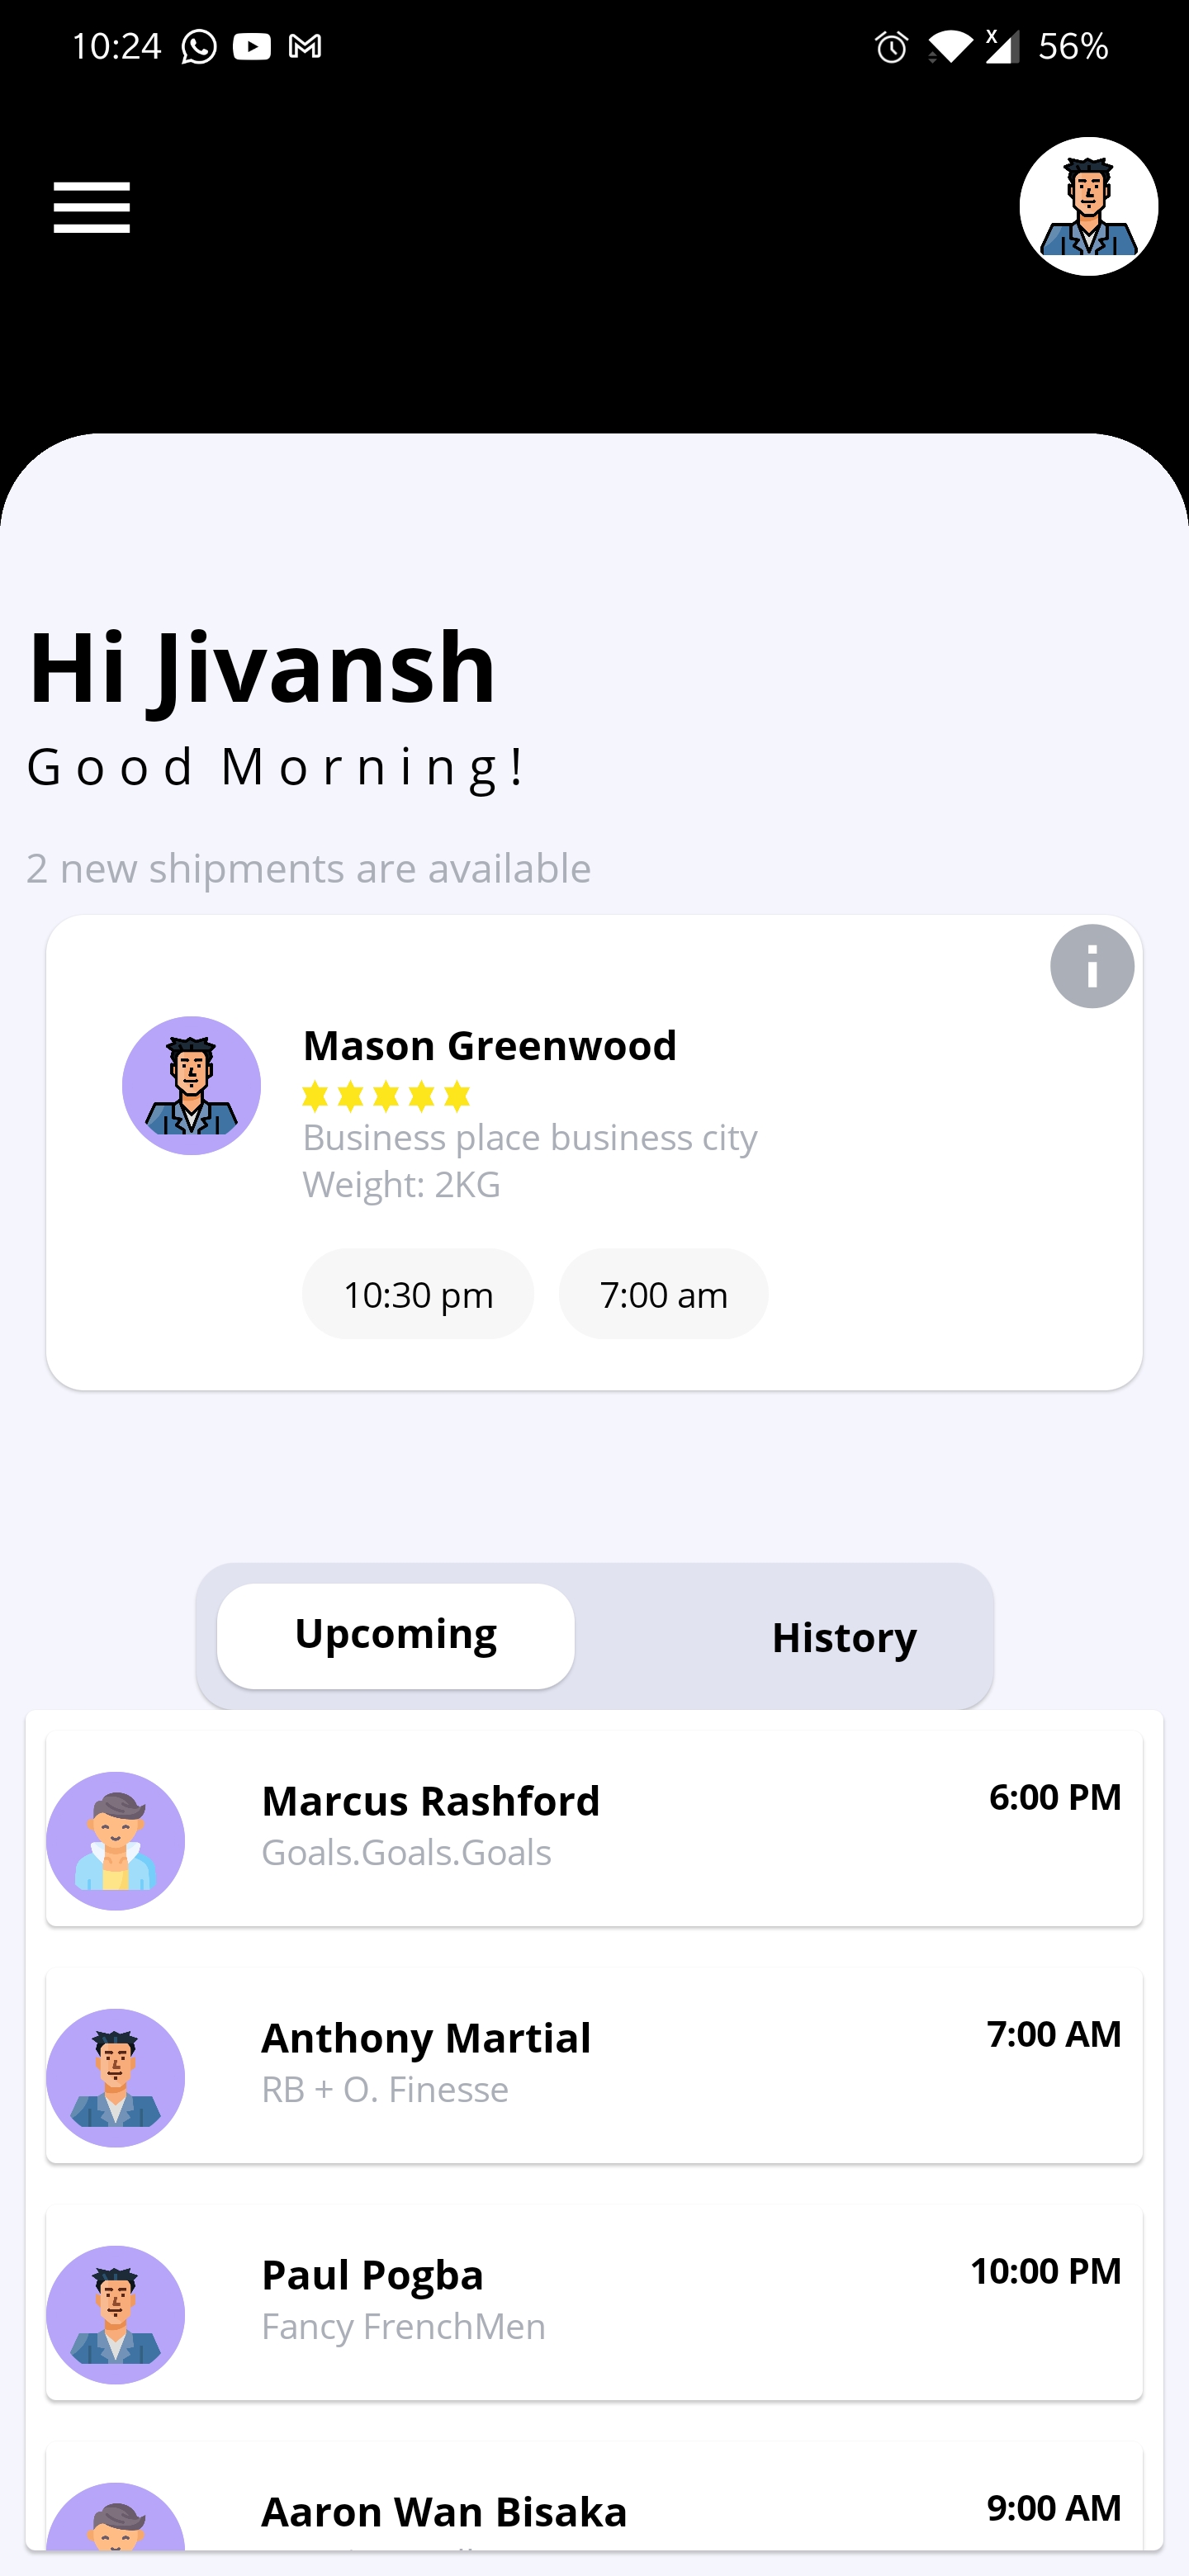 10:24 56%
Hi Jivansh
Good Morning!
2 new shipments are available
Mason Greenwood
Business place business city
Weight: 2KG
10:30 pm 7:00 am
Upcoming History
Marcus Rashford 6:00 PM
Goals.Goals.Goals
Anthony Martial 7:00 AM
RB + O. Finesse
Paul Pogba 10:00 PM
Fancy FrenchMen
Aaron Wan Bisaka 9:00 AM